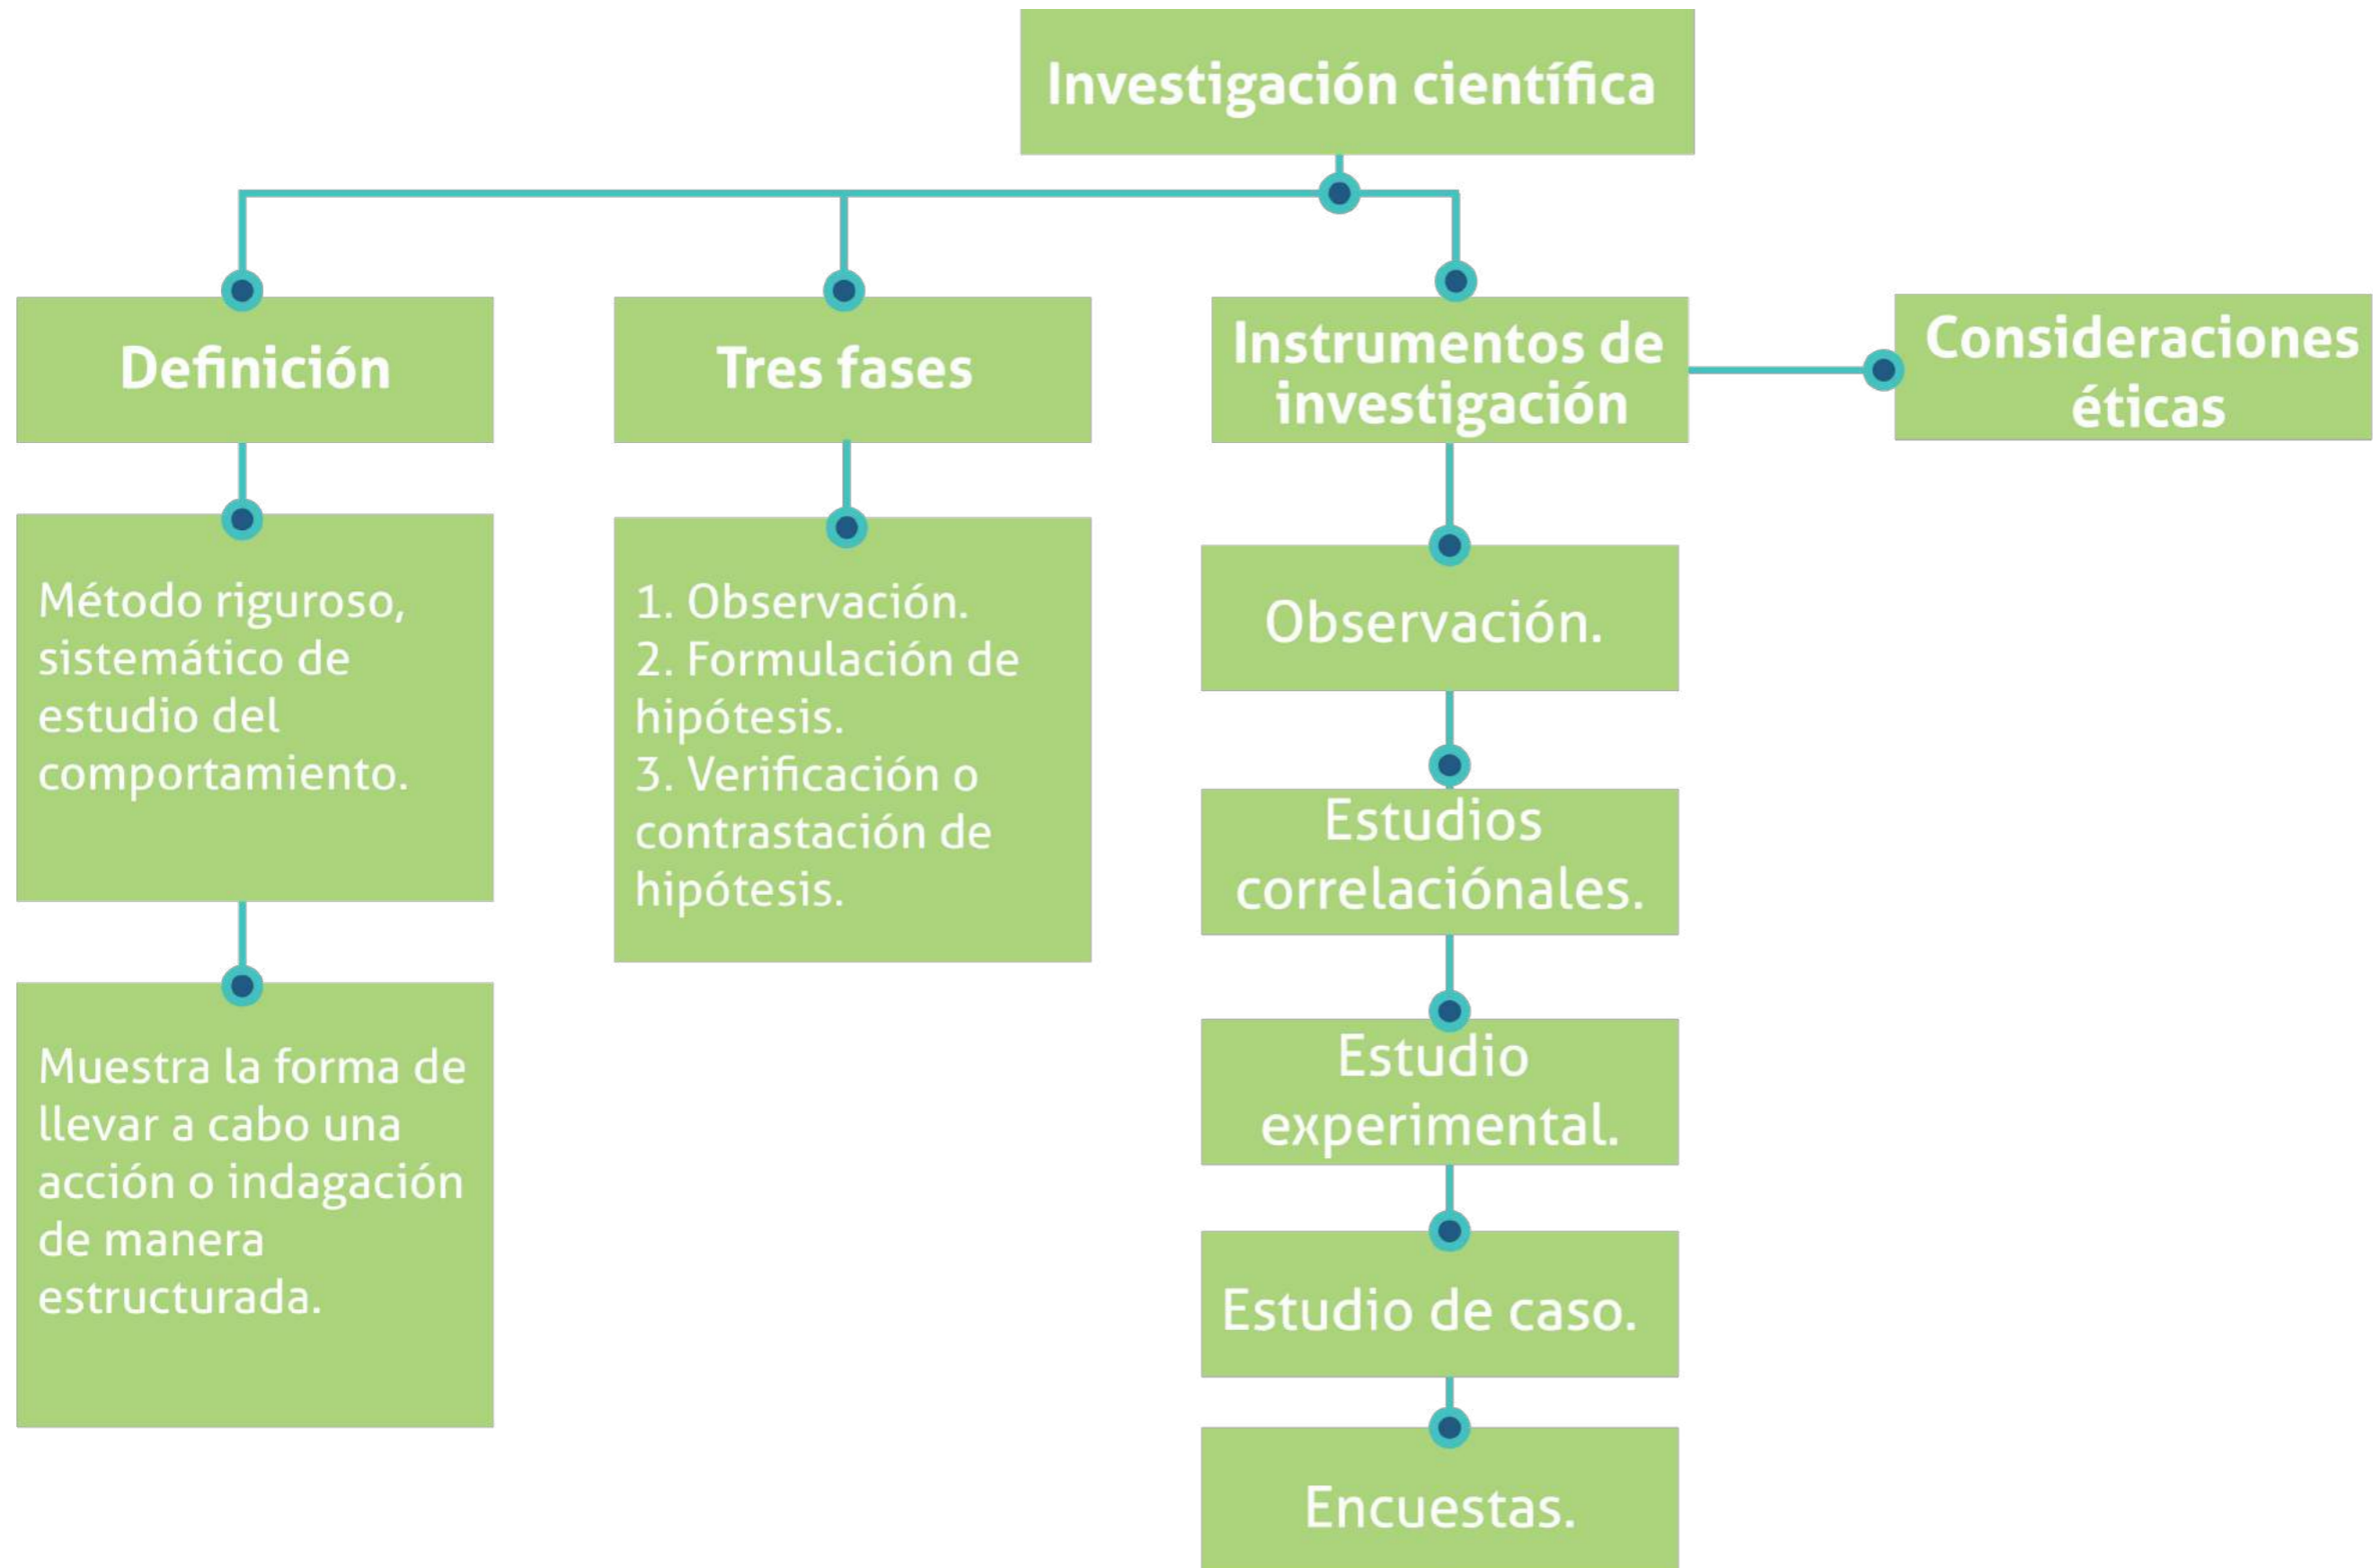 Investigación científica
Definición
Tres fases
Instrumentos de
investigación
Consideraciones
éticas
Método riguroso,
sistemático de
estudio del
comportamiento.
Muestra la forma de
llevar a cabo una
acción o indagación
de manera
estructurada.
1. Observación.
2. Formulación de
hipótesis.
3. Verificación o
contrastación de
hipótesis.
Observación.
Estudios
correlaciónales.
Estudio
experimental.
Estudio de caso.
Encuestas.